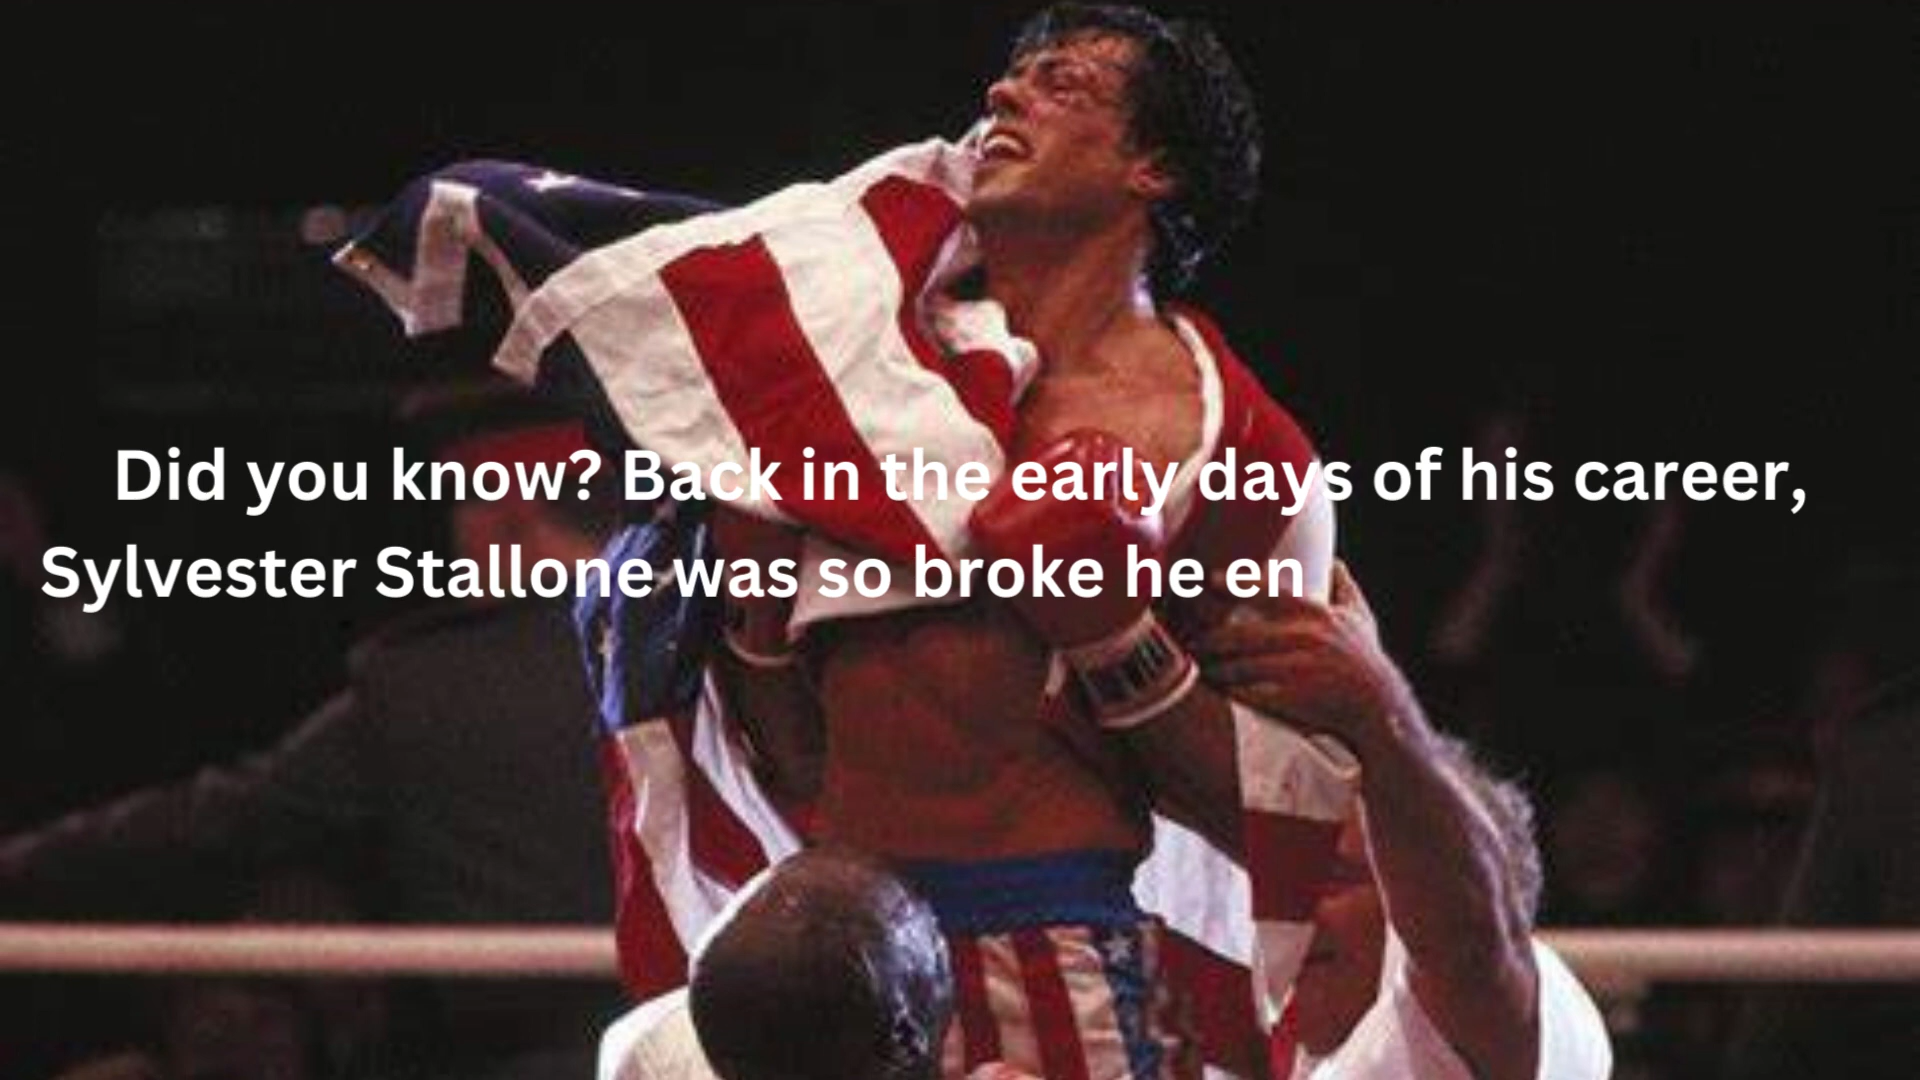 Did you know? Back in the early days of his career,
Sylvester Stallone was so broke he en